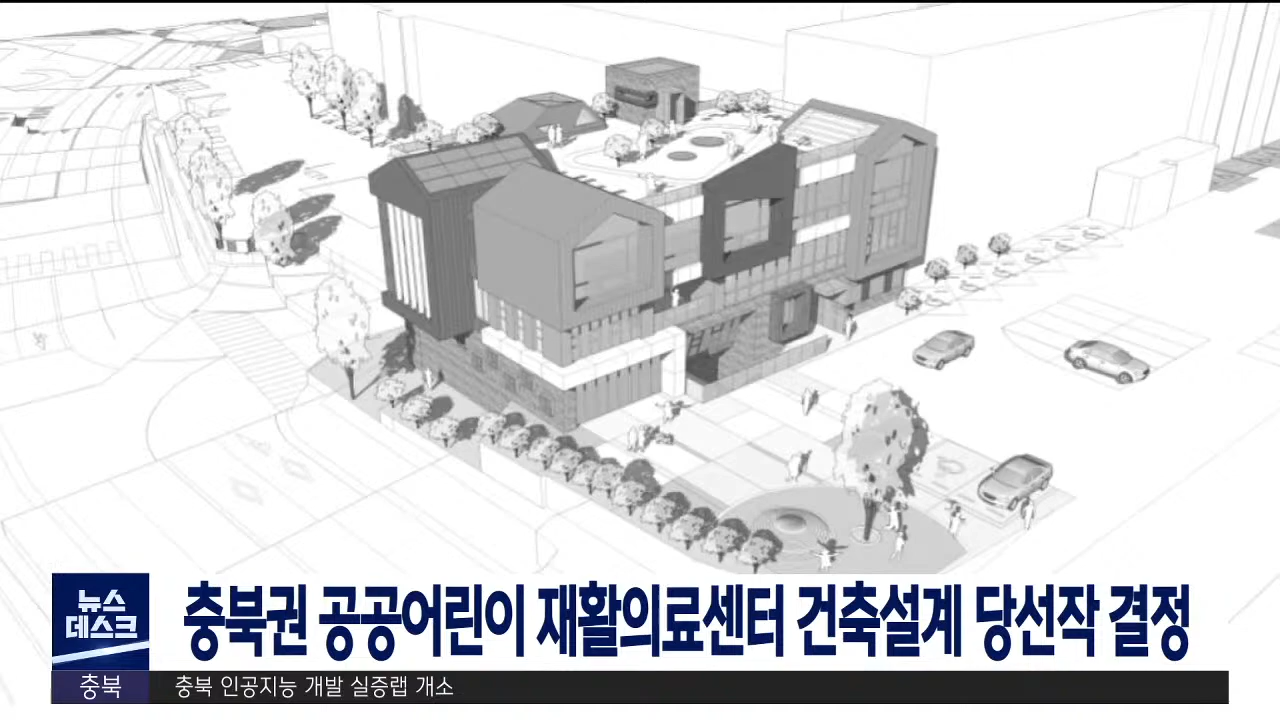 뉴스
데스크
충북권 공공어린이 재활의료센터 건축설계 당선작 결정
충북
충북 인공지능 개발 실증랩 개소